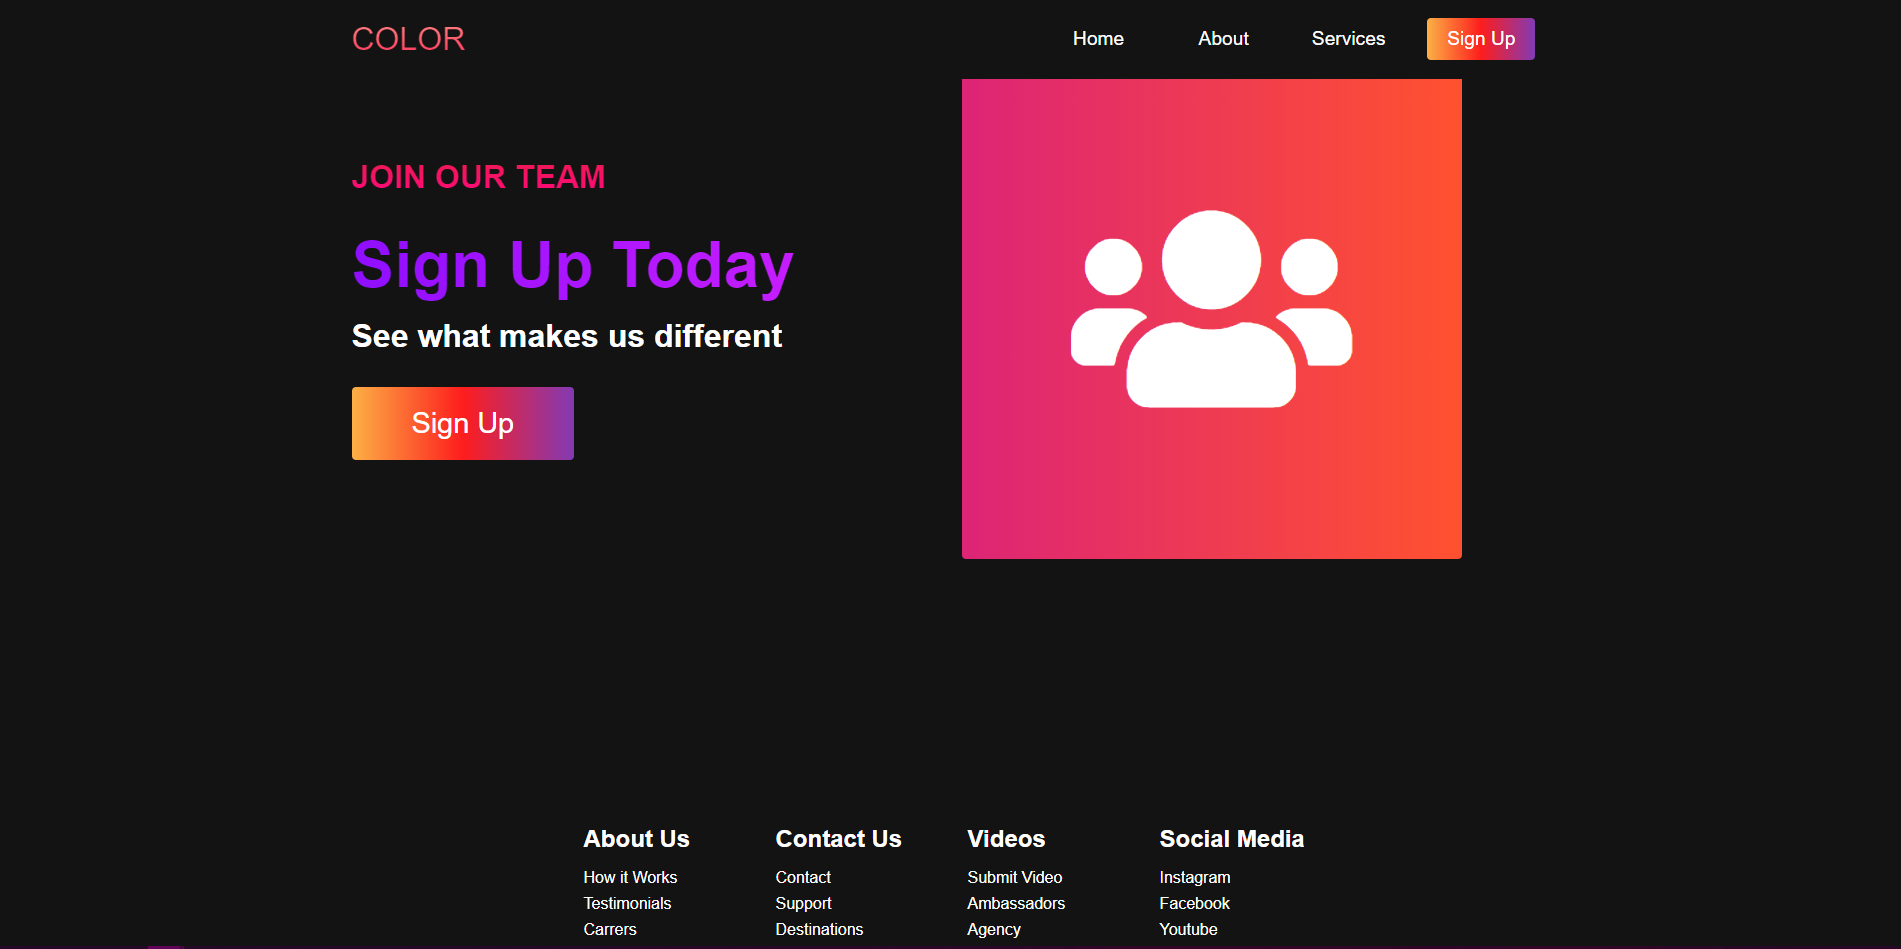 COLOR
Home About Services Sign Up
JOIN OUR TEAM
Sign Up Today
See what makes us different
Sign Up
About Us Contact Us Videos Social Media
How it Works Contact Submit Video Instagram
Testimonials Support Ambassadors Facebook
Carrers Destinations Agency Youtube